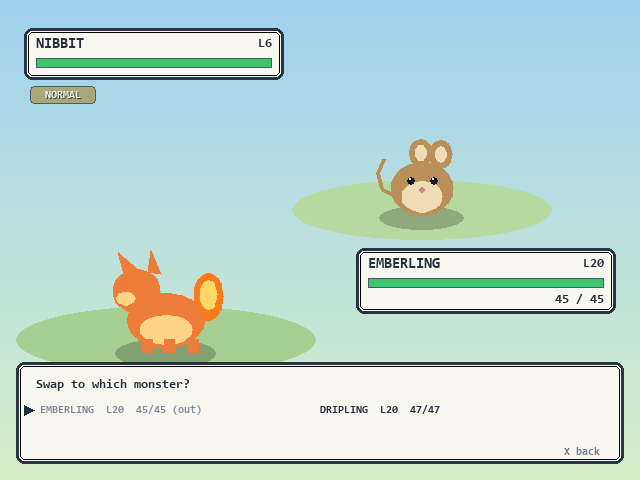 NIBBIT L6
NORMAL
EMBERLING L20
45 / 45
Swap to which monster?
EMBERLING L20 45/45 (out) DRIPLING L20 47/47
X back